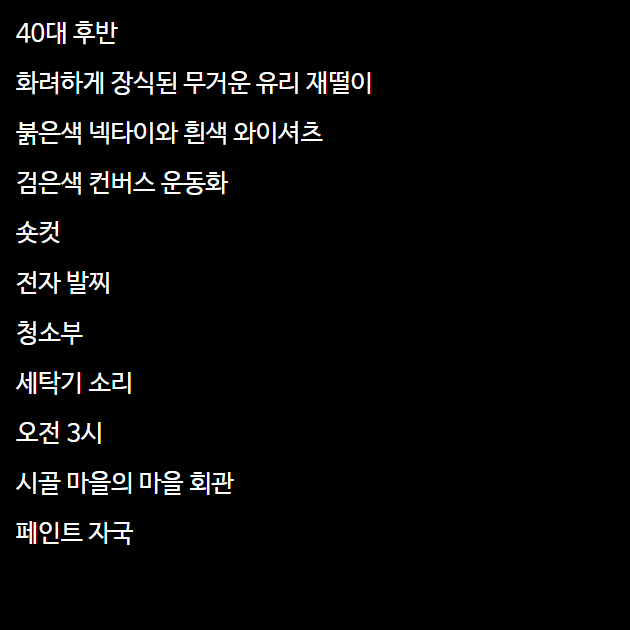 40대 후반
화려하게 장식된 무거운 유리 재떨이
붉은색 넥타이와 흰색 와이셔츠
검은색 컨버스 운동화
숏컷
전자 발찌
청소부
세탁기 소리
오전 3시
시골 마을의 마을 회관
페인트 자국